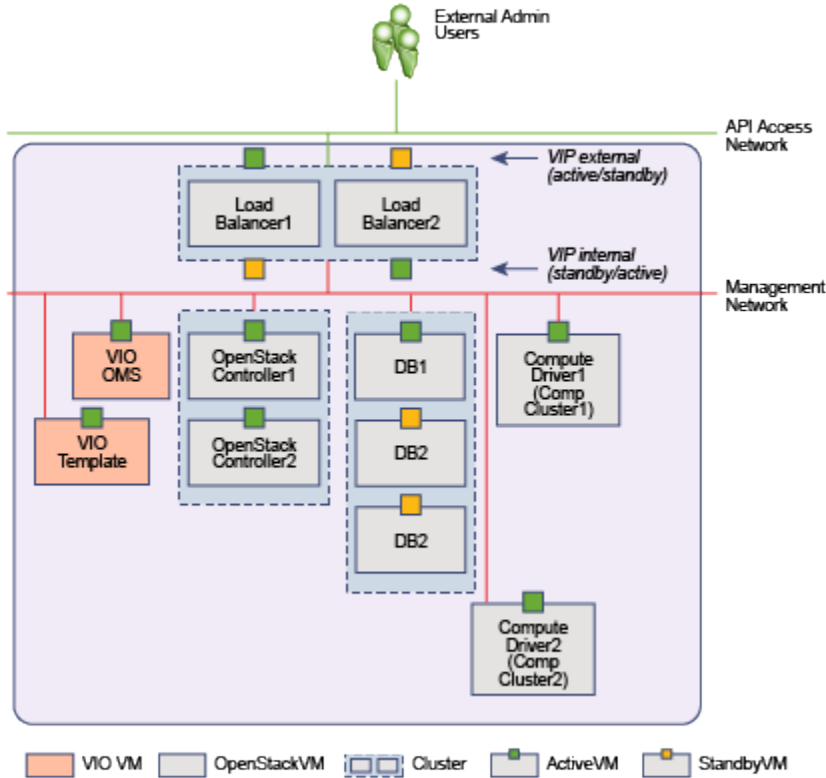 External Admin
Users
API Access
Network
VIP external
(active/standby)
Load
Balancer1
Load
Balancer2
VIP internal
(standby/active)
Management
Network
VIO
OMS
OpenStack
Controller1
DB1
Compute
Driver1
(Comp
Cluster1)
VIO
Template
OpenStack
Controller2
DB2
DB2
Compute
Driver2
(Comp
Cluster2)
VIO VM
OpenStackVM
Cluster
ActiveVM
StandbyVM